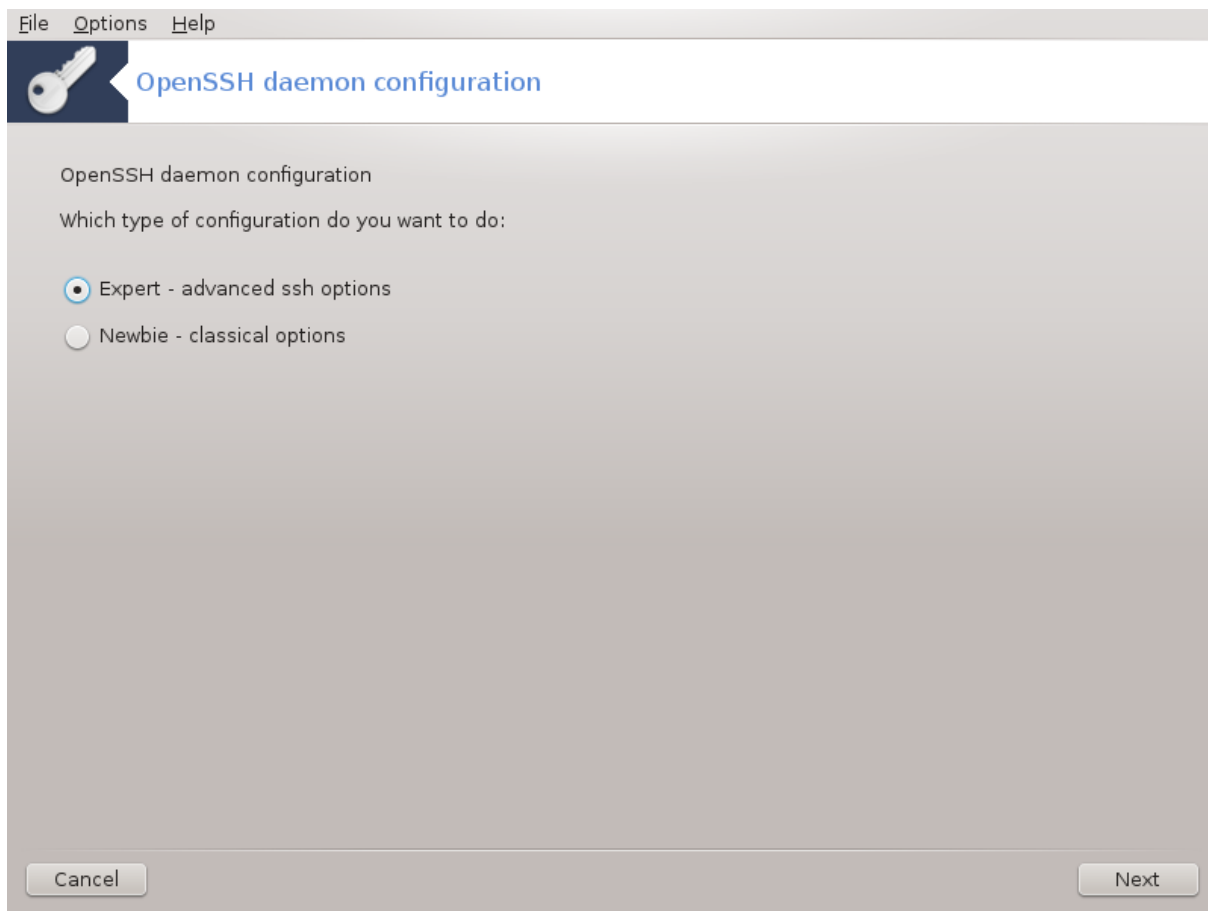 File Options Help
OpenSSH daemon configuration
OpenSSH daemon configuration
Which type of configuration do you want to do:
Expert - advanced ssh options
Newbie - classical options
Cancel Next